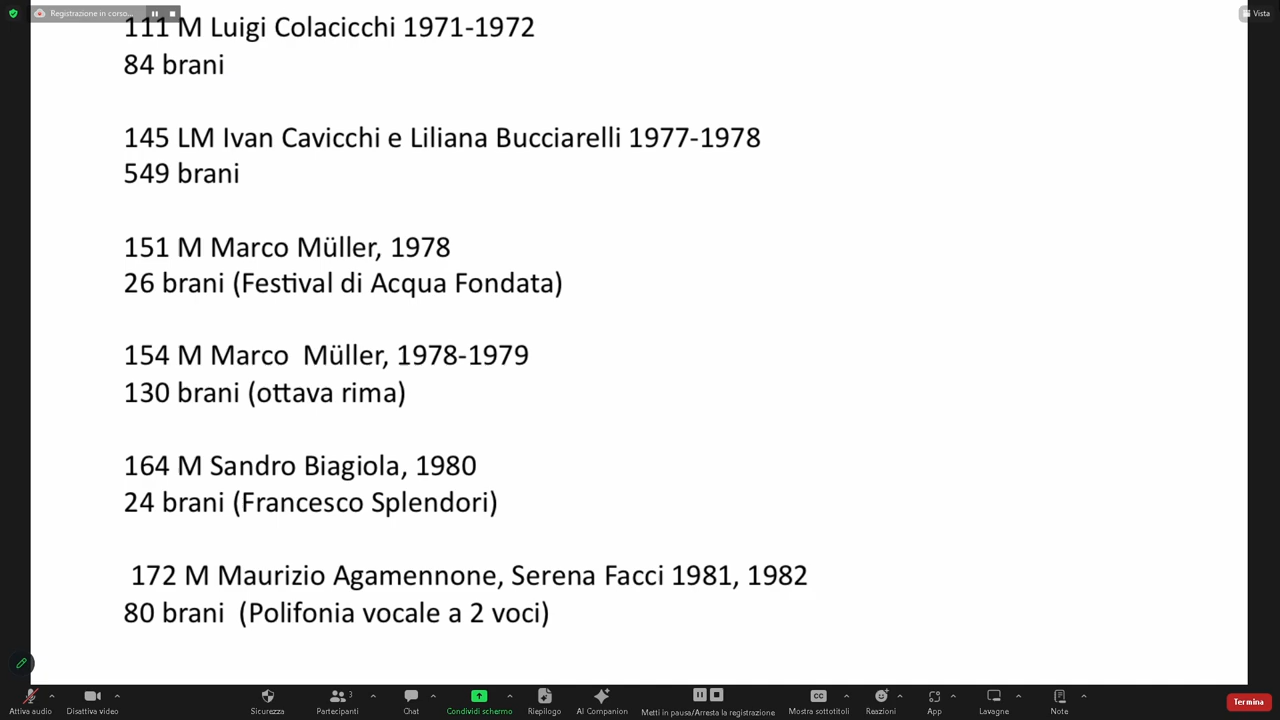 Registrazione in corso...
Vista
111 M Luigi Colacicchi 1971-1972
84 brani
145 LM Ivan Cavicchi e Liliana Bucciarelli 1977-1978
549 brani
151 M Marco Müller, 1978
26 brani (Festival di Acqua Fondata)
154 M Marco  Müller, 1978-1979
130 brani (ottava rima)
164 M Sandro Biagiola, 1980
24 brani (Francesco Splendori)
172 M Maurizio Agamennone, Serena Facci 1981, 1982
80 brani  (Polifonia vocale a 2 voci)
3
Attiva audio
Disattiva video
Sicurezza
Partecipanti
Chat
Condividi schermo
Riepilogo
AI Companion
Metti in pausa/Arresta la registrazione
CC
Mostra sottotitoli
Reazioni
App
Lavagne
Note
Termina